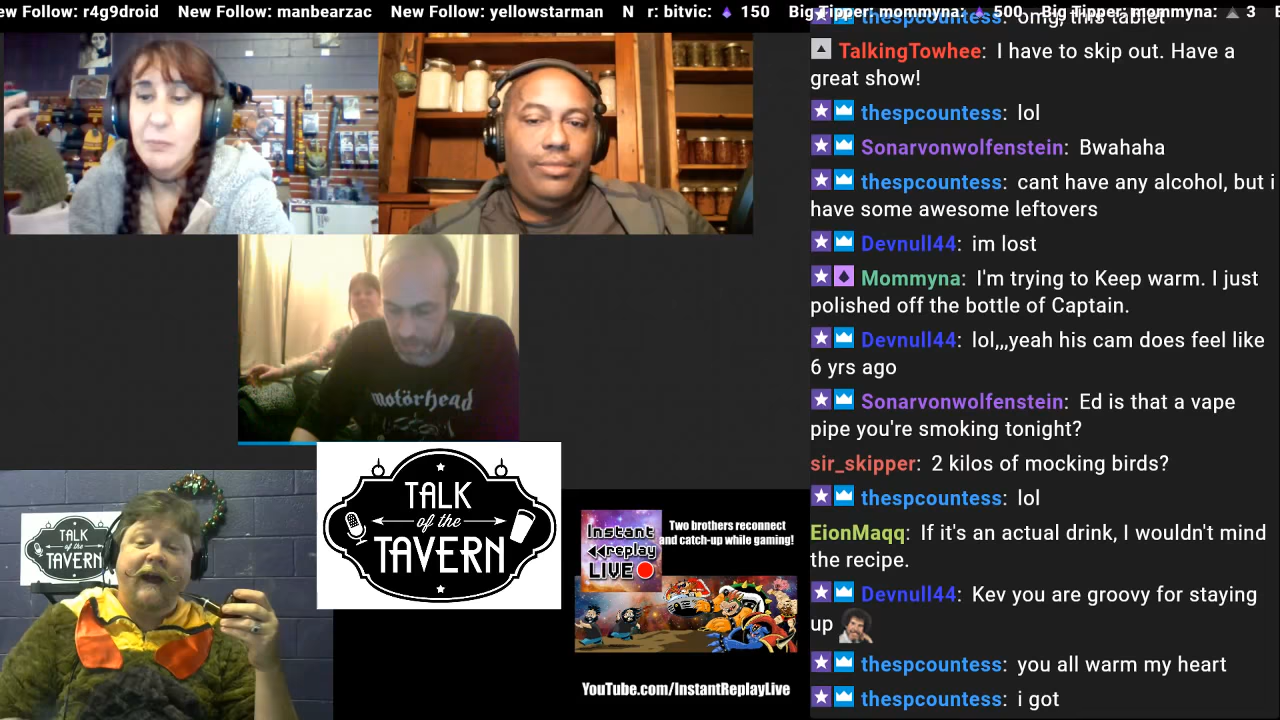 ew Follow: r4g9droid New Follow: manbearzac New Follow: yellowstarman N r: bitvic: 150 Big Tipper: mommyna: 500 Big Tipper: mommyna: 3
thespcountess: omg, this tablet
TalkingTowhee: I have to skip out. Have a
great show!
thespcountess: lol
Sonarvonwolfenstein: Bwahaha
thespcountess: cant have any alcohol, but i
have some awesome leftovers
Devnull44: im lost
Mommyna: I'm trying to Keep warm. I just
polished off the bottle of Captain.
Devnull44: lol,,,yeah his cam does feel like
6 yrs ago
Sonarvonwolfenstein: Ed is that a vape
pipe you're smoking tonight?
sir_skipper: 2 kilos of mocking birds?
thespcountess: lol
EionMaqq: If it's an actual drink, I wouldn't mind
the recipe.
Devnull44: Kev you are groovy for staying
up
thespcountess: you all warm my heart
thespcountess: i got
motörhead
TALK
of the
TAVERN
TALK
of the
TAVERN
Instant
replay
LIVE
Two brothers reconnect
and catch-up while gaming!
YouTube.com/InstantReplayLive